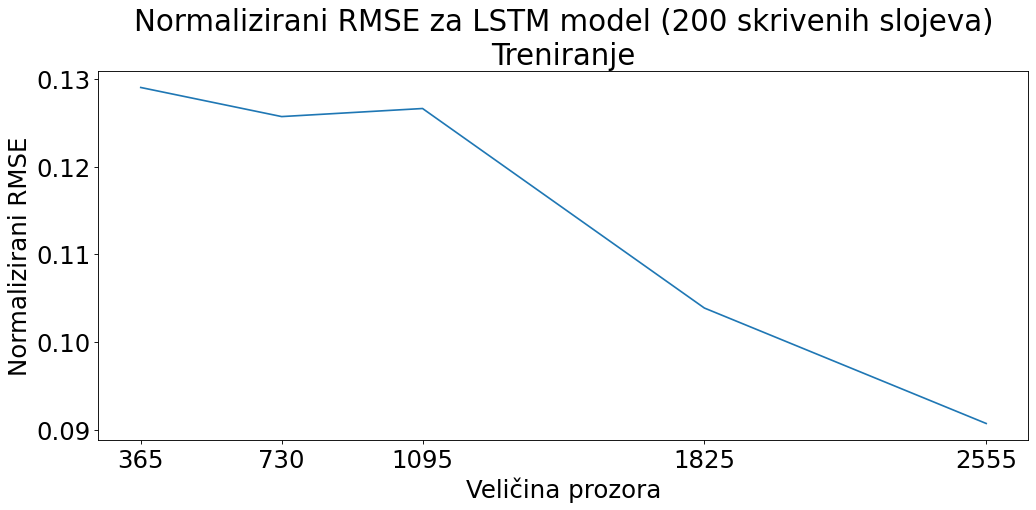 Normalizirani RMSE za LSTM model (200 skrivenih slojeva)
Treniranje
Normalizirani RMSE
0.13
0.12
0.11
0.10
0.09
365 730 1095 1825 2555
Veličina prozora